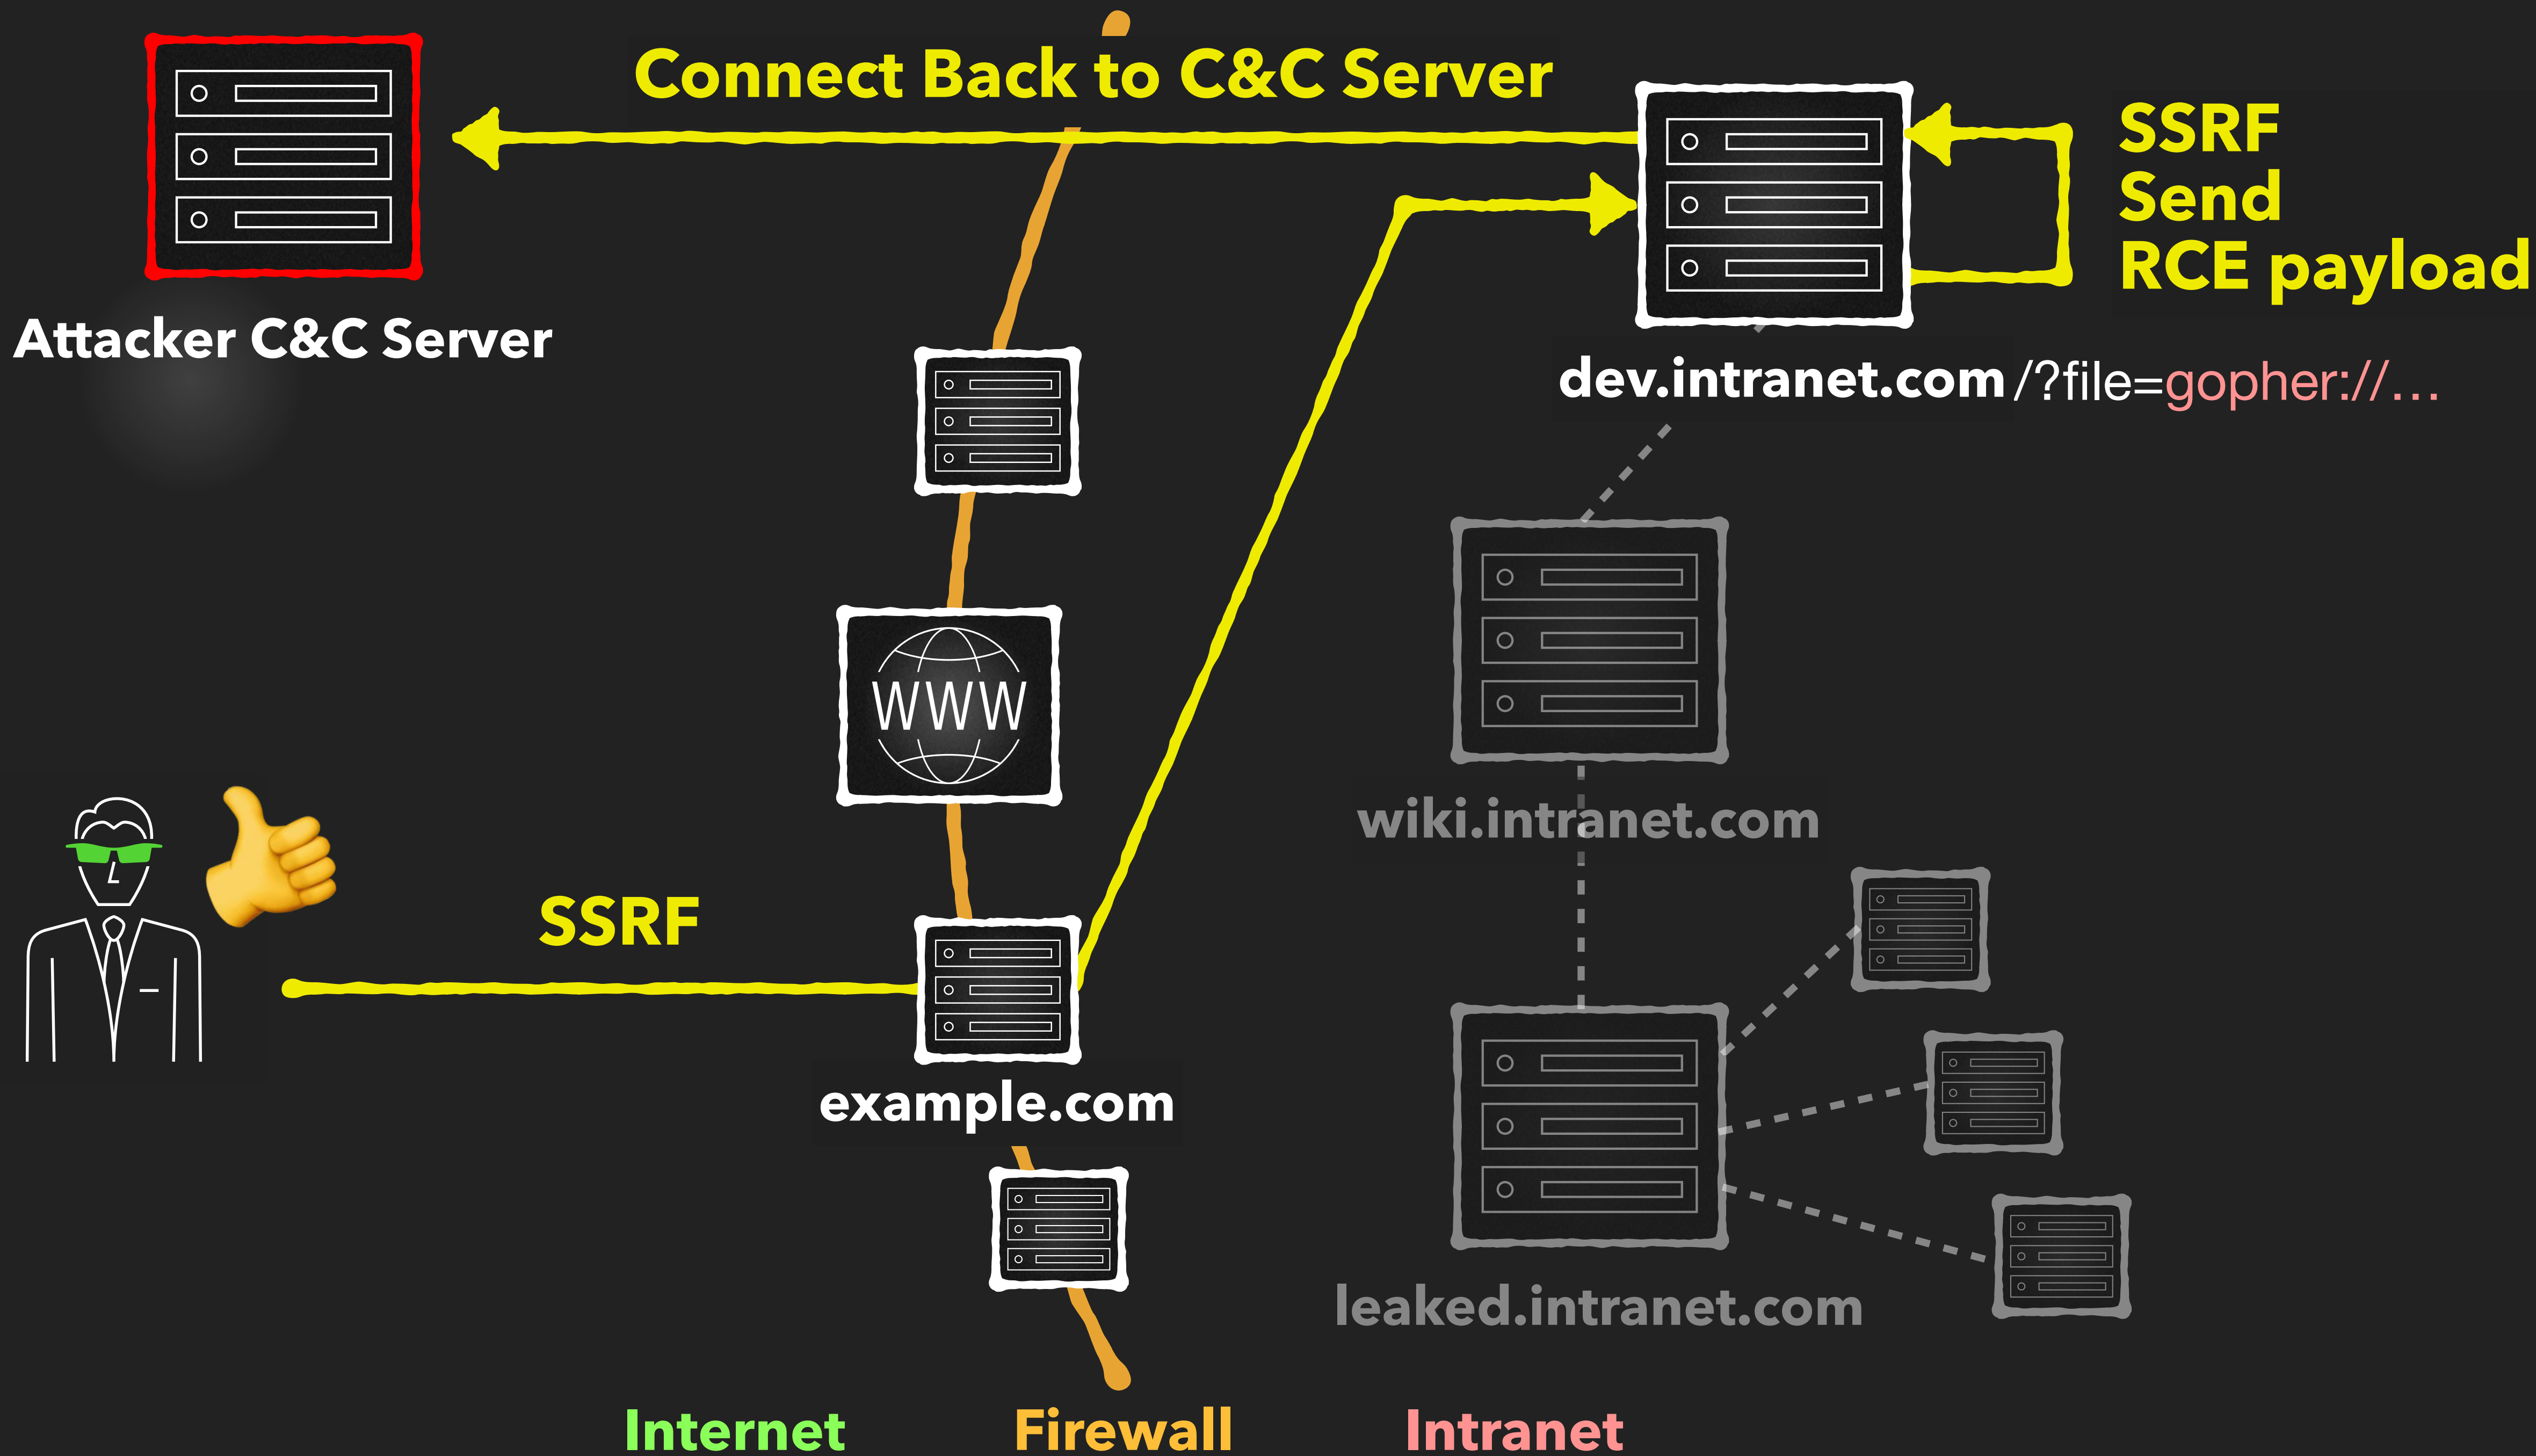 Connect Back to C&C Server
SSRF
Send
RCE payload
Attacker C&C Server
dev.intranet.com/?file=gopher://...
WWW
wiki.intranet.com
SSRF
example.com
leaked.intranet.com
Internet
Firewall
Intranet